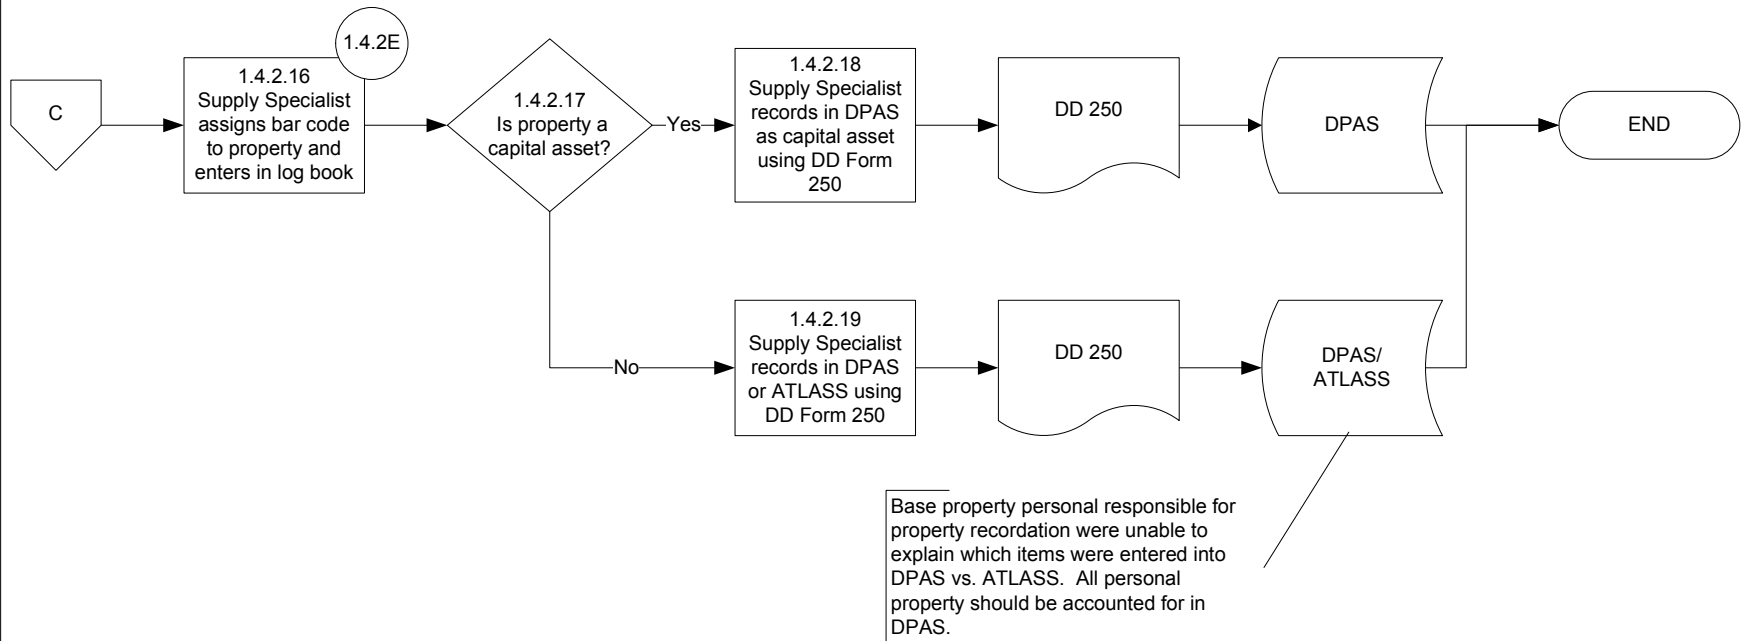 1.4.2E
C
1.4.2.16
Supply Specialist
assigns bar code
to property and
enters in log book
1.4.2.17
Is property a
capital asset?
Yes
1.4.2.18
Supply Specialist
records in DPAS
as capital asset
using DD Form
250
DD 250
DPAS
END
No
1.4.2.19
Supply Specialist
records in DPAS
or ATLASS using
DD Form 250
DD 250
DPAS/
ATLASS
Base property personal responsible for
property recordation were unable to
explain which items were entered into
DPAS vs. ATLASS.  All personal
property should be accounted for in
DPAS.